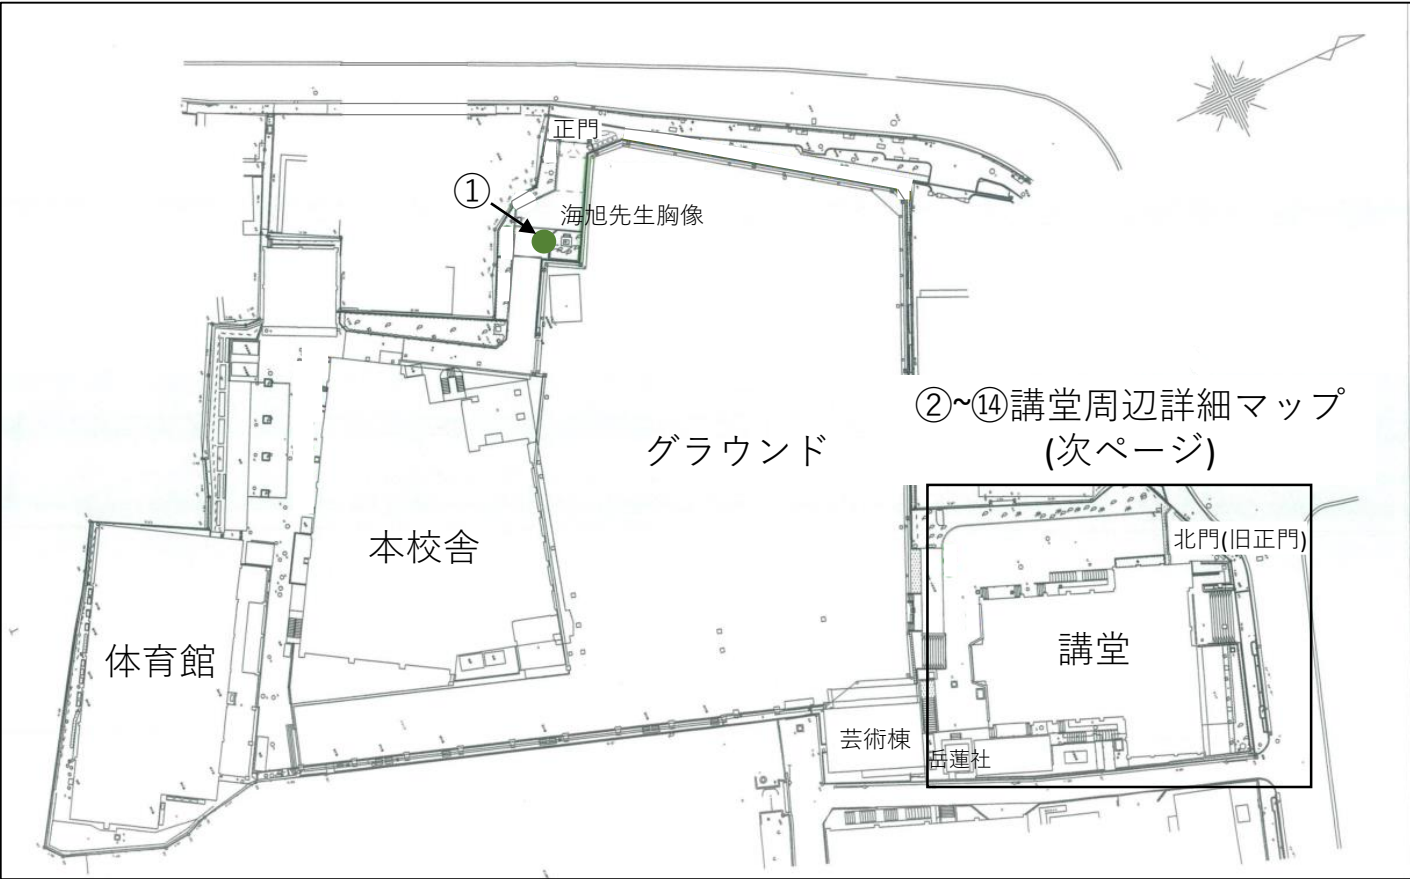 正門
①
海旭先生胸像
②~⑭講堂周辺詳細マップ
(次ページ)
グラウンド
北門(旧正門)
本校舎
体育館
講堂
芸術棟
岳蓮社